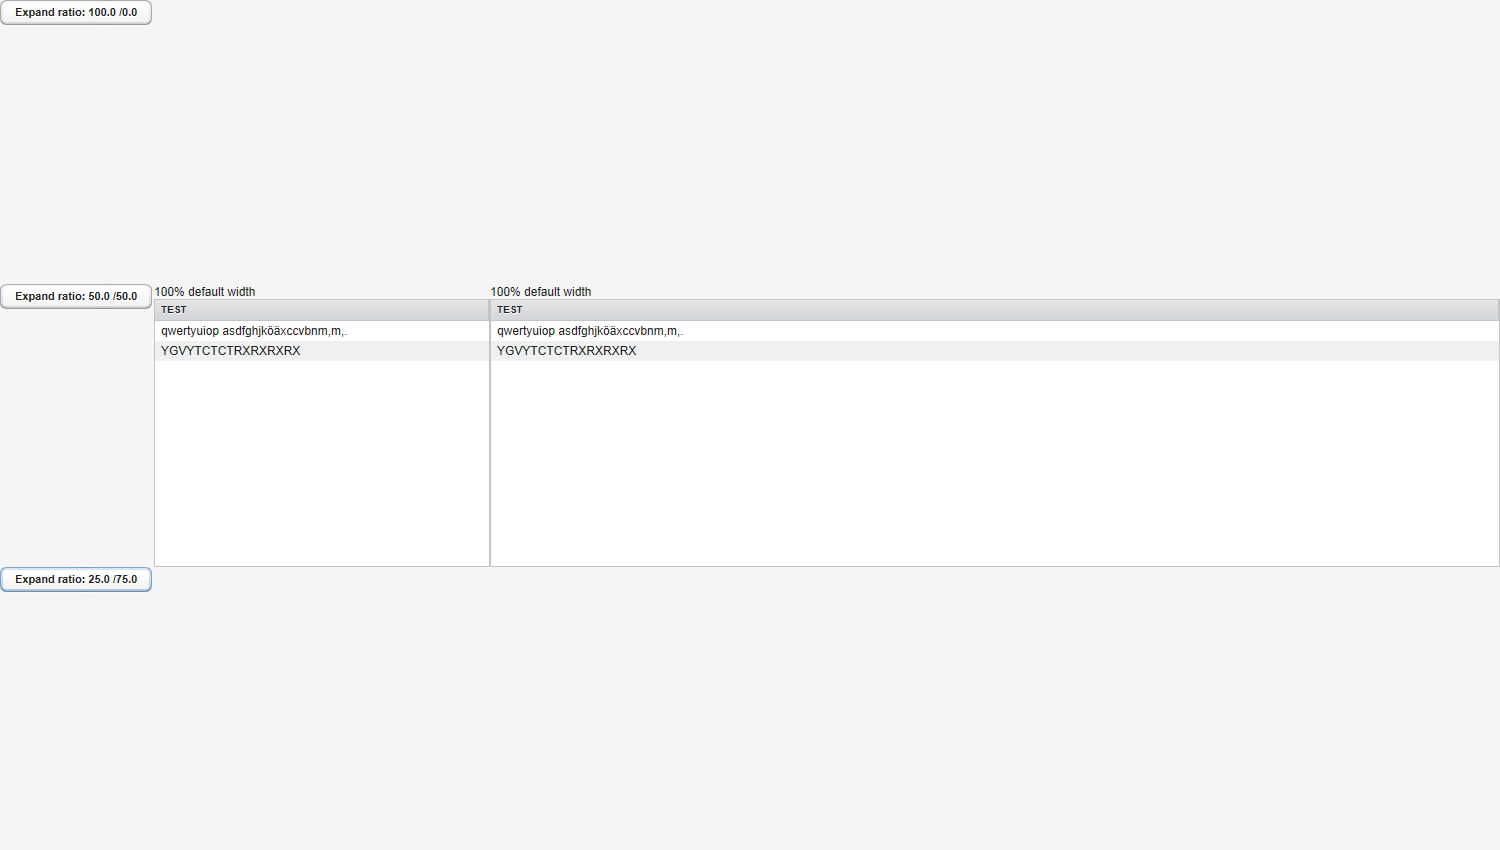 Expand ratio: 100.0 /0.0
Expand ratio: 50.0 /50.0
100% default width
100% default width
TEST
TEST
qwertyuiop asdfghjköäxccvbnm,m,.
qwertyuiop asdfghjköäxccvbnm,m,.
YGVYTCTCTRXRXRXRX
YGVYTCTCTRXRXRXRX
Expand ratio: 25.0 /75.0